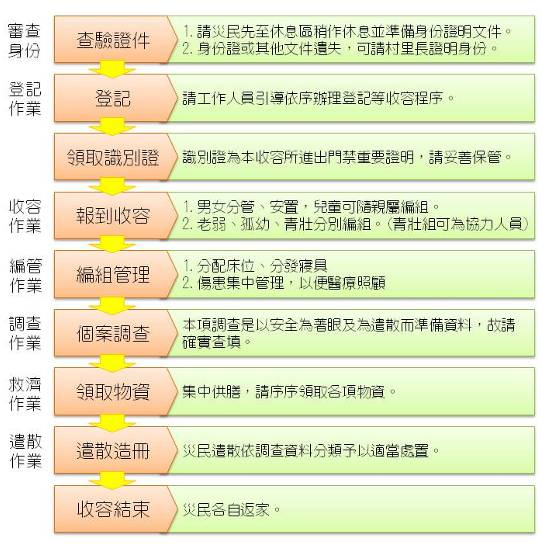 審查
身份
查驗證件
1. 請災民先至休息區稍作休息並準備身份證明文件。
2. 身份證或其他文件遺失，可請村里長證明身份。
登記
作業
登記
請工作人員引導依序辦理登記等收容程序。
領取識別證
識別證為本收容所進出門禁重要證明，請妥善保管。
收容
作業
報到收容
1. 男女分管、安置，兒童可隨親屬編組。
2. 老弱、孤幼、青壯分別編組。(青壯組可為協力人員)
編管
作業
編組管理
1. 分配床位、分發寢具
2. 傷患集中管理，以便醫療照顧
調查
作業
個案調查
本項調查是以安全為著眼及為遣散而準備資料，故請
確實查填。
救濟
作業
領取物資
集中供膳，請序序領取各項物資。
遣散
作業
遣散造冊
災民遣散依調查資料分類予以適當處置。
收容結束
災民各自返家。